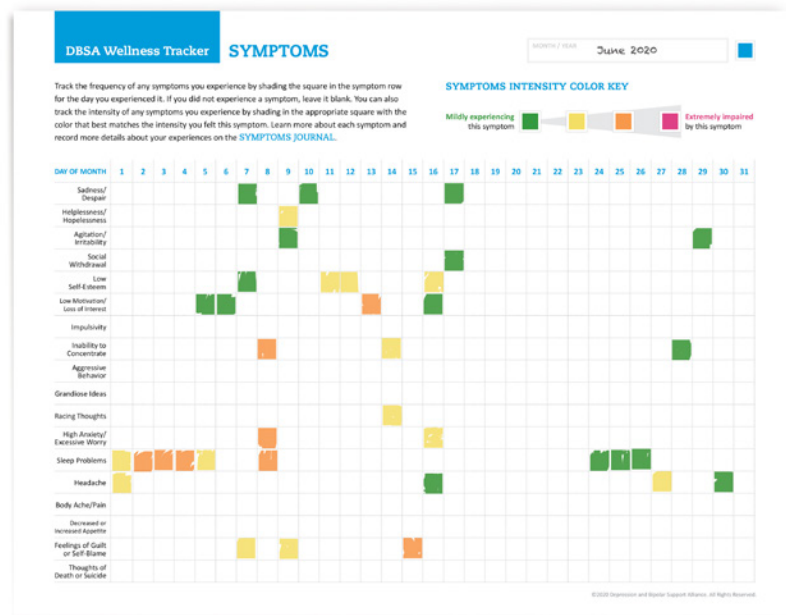 DBSA Wellness Tracker
SYMPTOMS
MONTH / YEAR
June 2020
Track the frequency of any symptoms you experience by shading the square in the symptom row
for the day you experienced it. If you did not experience a symptom, leave it blank. You can also
track the intensity of any symptoms you experience by shading in the appropriate square with the
color that best matches the intensity you felt this symptom. Learn more about each symptom and
record more details about your experiences on the SYMPTOMS JOURNAL.
SYMPTOMS INTENSITY COLOR KEY
Mildly experiencing
this symptom
Extremely impaired
by this symptom
DAY OF MONTH 1 2 3 4 5 6 7 8 9 10 11 12 13 14 15 16 17 18 19 20 21 22 23 24 25 26 27 28 29 30 31
Sadness/
Despair
Helplessness/
Hopelessness
Agitation/
Irritability
Social
Withdrawal
Low
Self-Esteem
Low Motivation/
Loss of Interest
Impulsivity
Inability to
Concentrate
Aggressive
Behavior
Grandiose Ideas
Racing Thoughts
High Anxiety/
Excessive Worry
Sleep Problems
Headache
Body Ache/Pain
Decreased or
Increased Appetite
Feelings of Guilt
or Self-Blame
Thoughts of
Death or Suicide
©2020 Depression and Bipolar Support Alliance. All Rights Reserved.